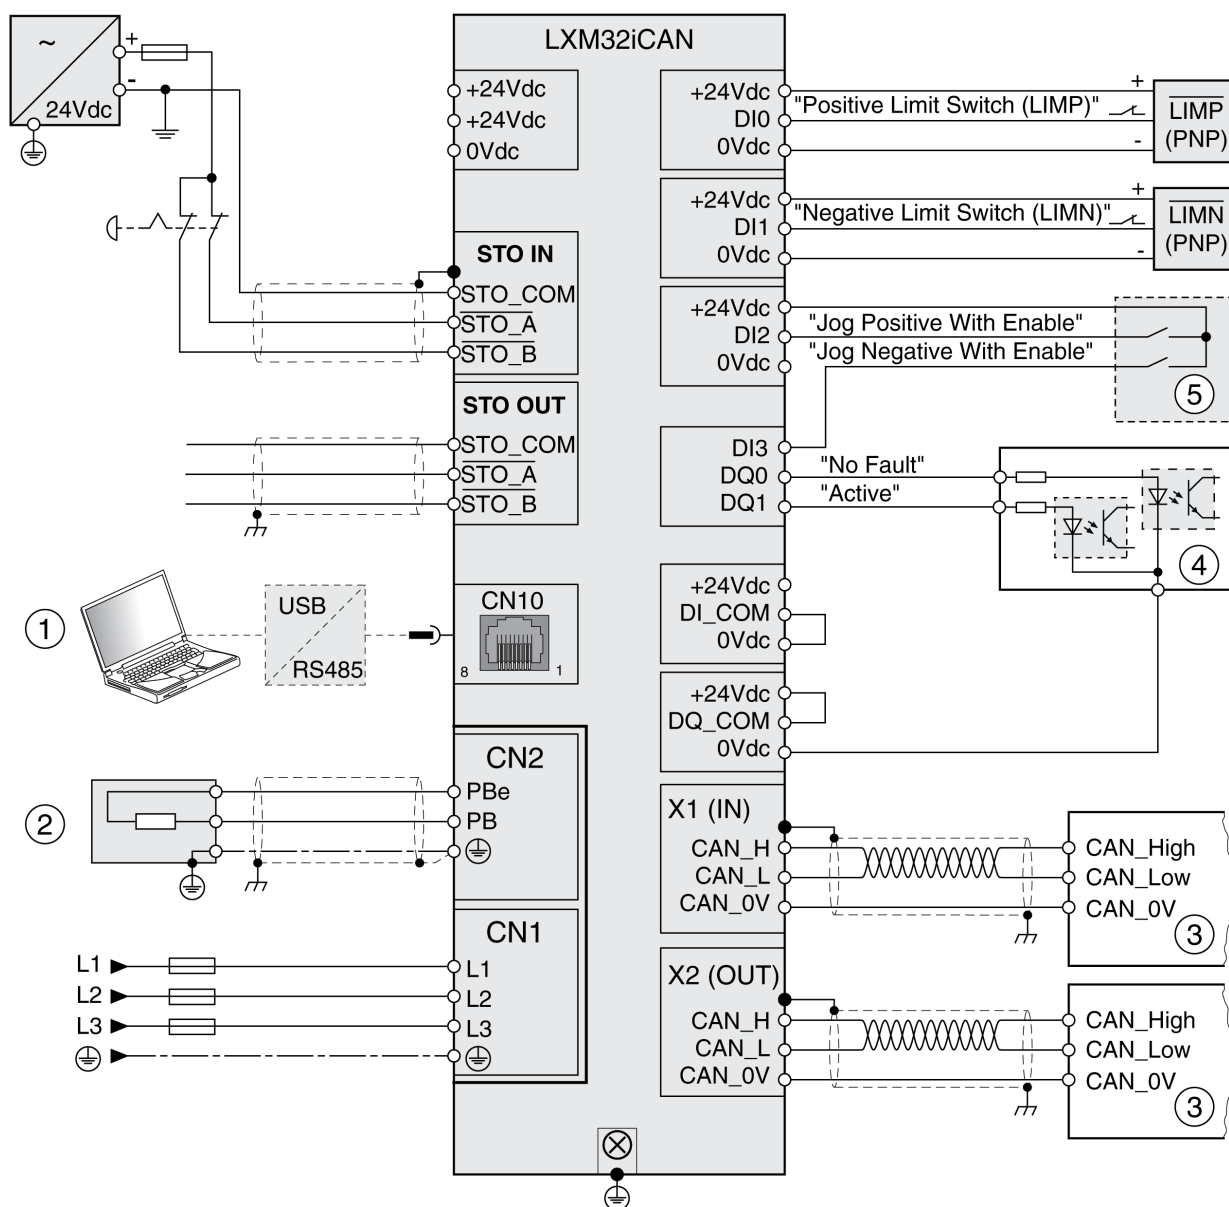 LXM32iCAN
~
24Vdc
+
-
+24Vdc
+24Vdc
0Vdc
STO IN
STO_COM
STO_A
STO_B
STO OUT
STO_COM
STO_A
STO_B
1
USB
RS485
CN10
8 1
2
CN2
PBe
PB
CN1
L1 L1
L2 L2
L3 L3
+24Vdc
DI0
0Vdc
"Positive Limit Switch (LIMP)"
+
-
LIMP
(PNP)
+24Vdc
DI1
0Vdc
"Negative Limit Switch (LIMN)"
+
-
LIMN
(PNP)
+24Vdc
DI2
0Vdc
"Jog Positive With Enable"
"Jog Negative With Enable"
5
DI3
DQ0
DQ1
"No Fault"
"Active"
4
+24Vdc
DI_COM
0Vdc
+24Vdc
DQ_COM
0Vdc
X1 (IN)
CAN_H
CAN_L
CAN_0V
CAN_High
CAN_Low
CAN_0V
3
X2 (OUT)
CAN_H
CAN_L
CAN_0V
CAN_High
CAN_Low
CAN_0V
3